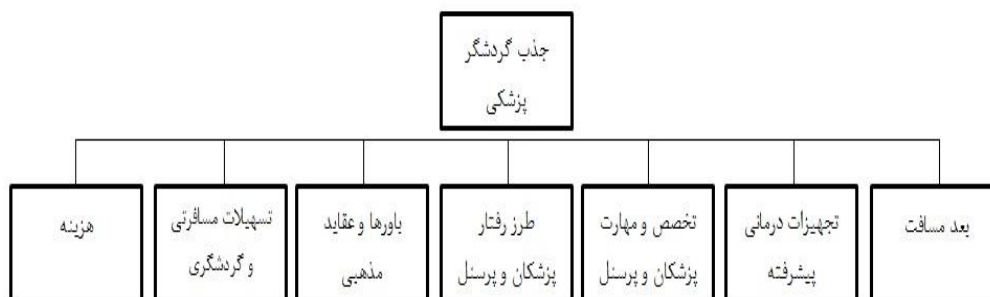 جذب گردشگر
پزشکی
بعد مسافت
تجهیزات درمانی
پیشرفته
تخصص و مهارت
پزشکان و پرسنل
طرز رفتار
پزشکان و پرسنل
باورها و عقاید
مذهبی
تسهیلات مسافرتی
و گردشگری
هزینه